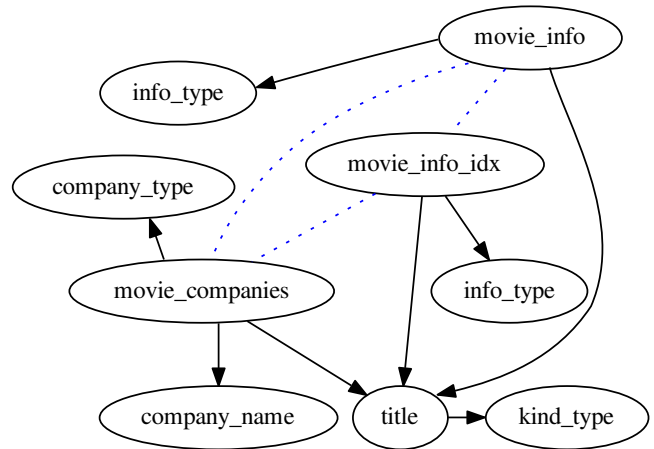 movie_info
info_type
movie_info_idx
company_type
movie_companies
info_type
company_name
title
kind_type